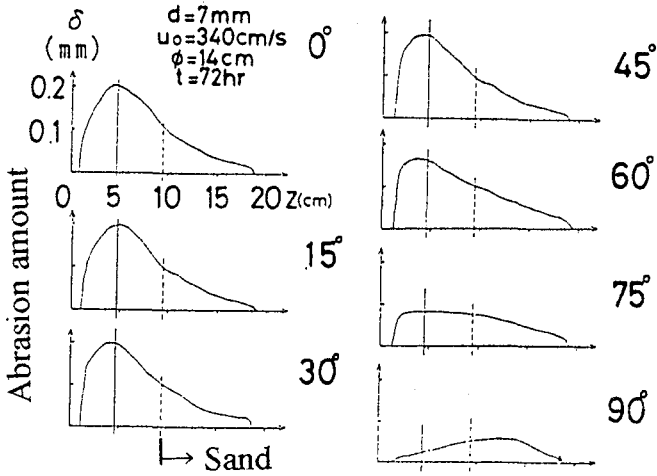 δ
(mm)
d=7mm
u₀=340cm/s
φ=14cm
t=72hr
0°
0.2
0.1
0 5 10 15 20 Z(cm)
15°
30°
Abrasion amount
Sand
45°
60°
75°
90°